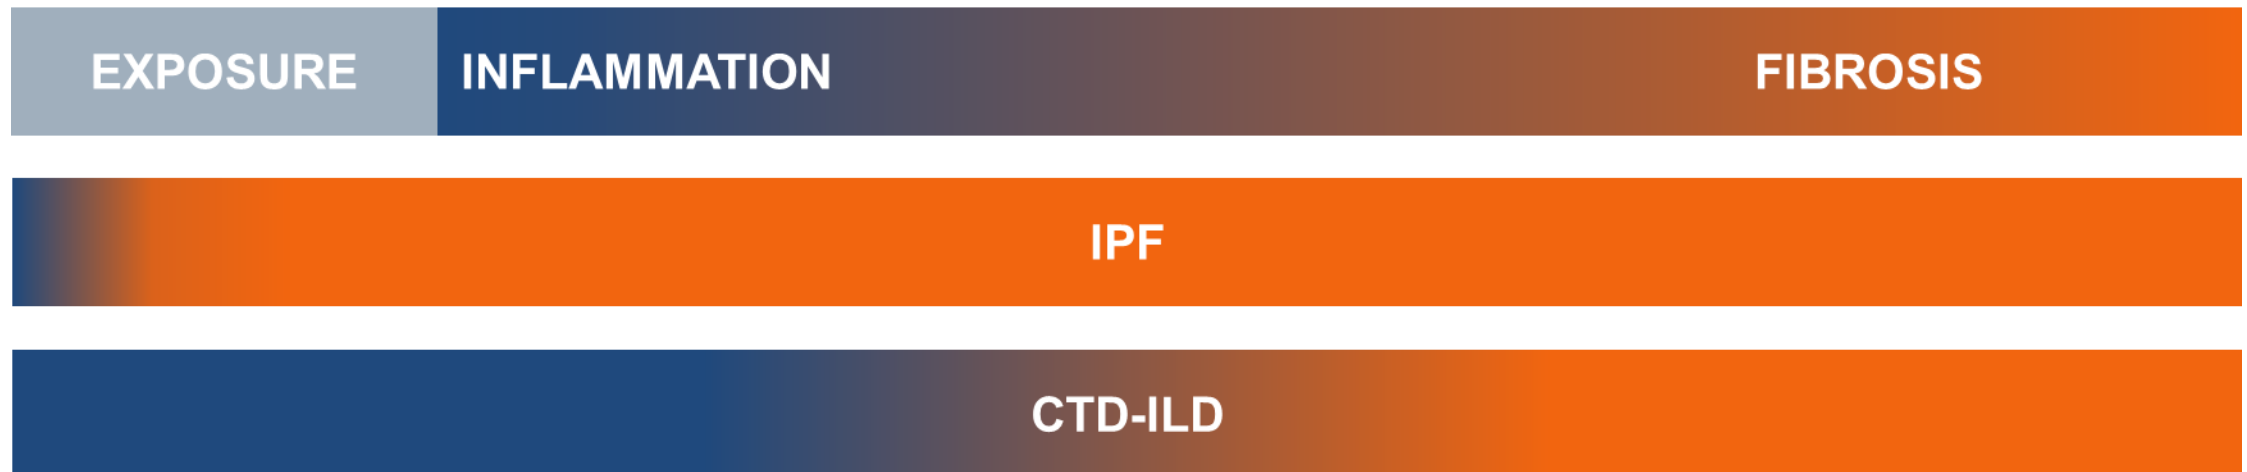 EXPOSURE INFLAMMATION FIBROSIS
IPF
CTD-ILD